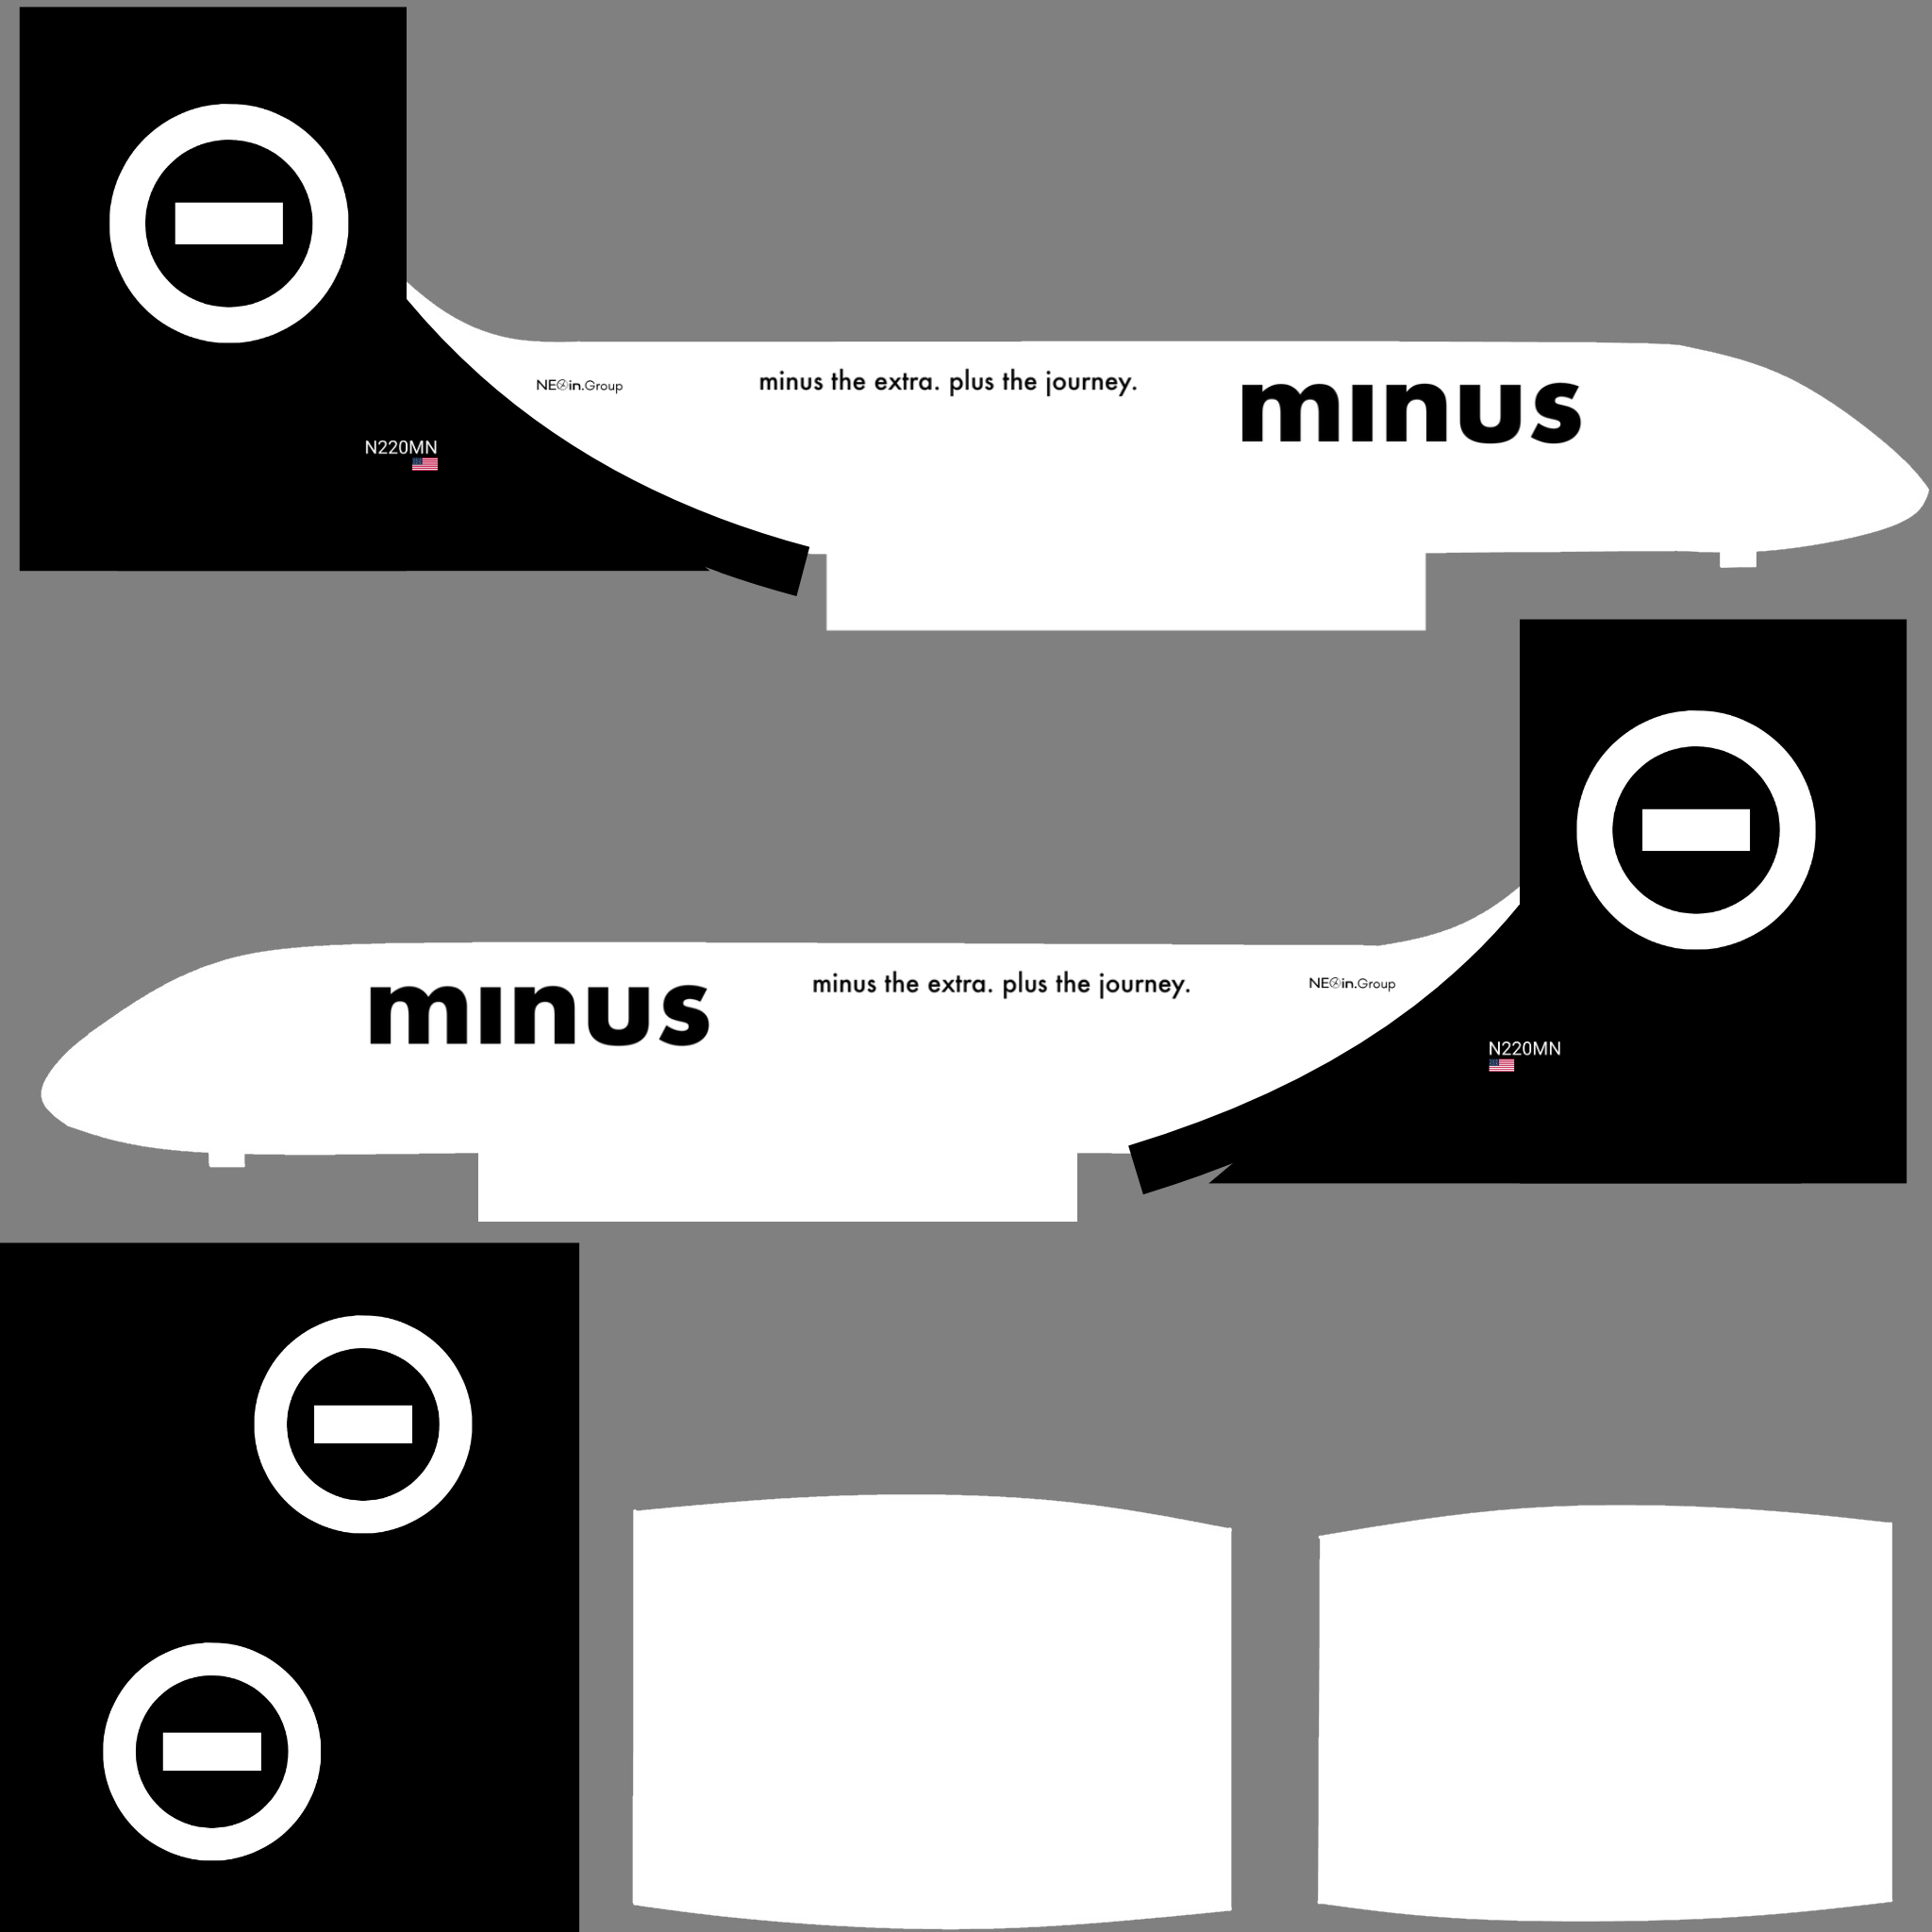 minus the extra. plus the journey.
minus
NE⊘in.Group
N220MN
minus
minus the extra. plus the journey.
NE⊘in.Group
N220MN